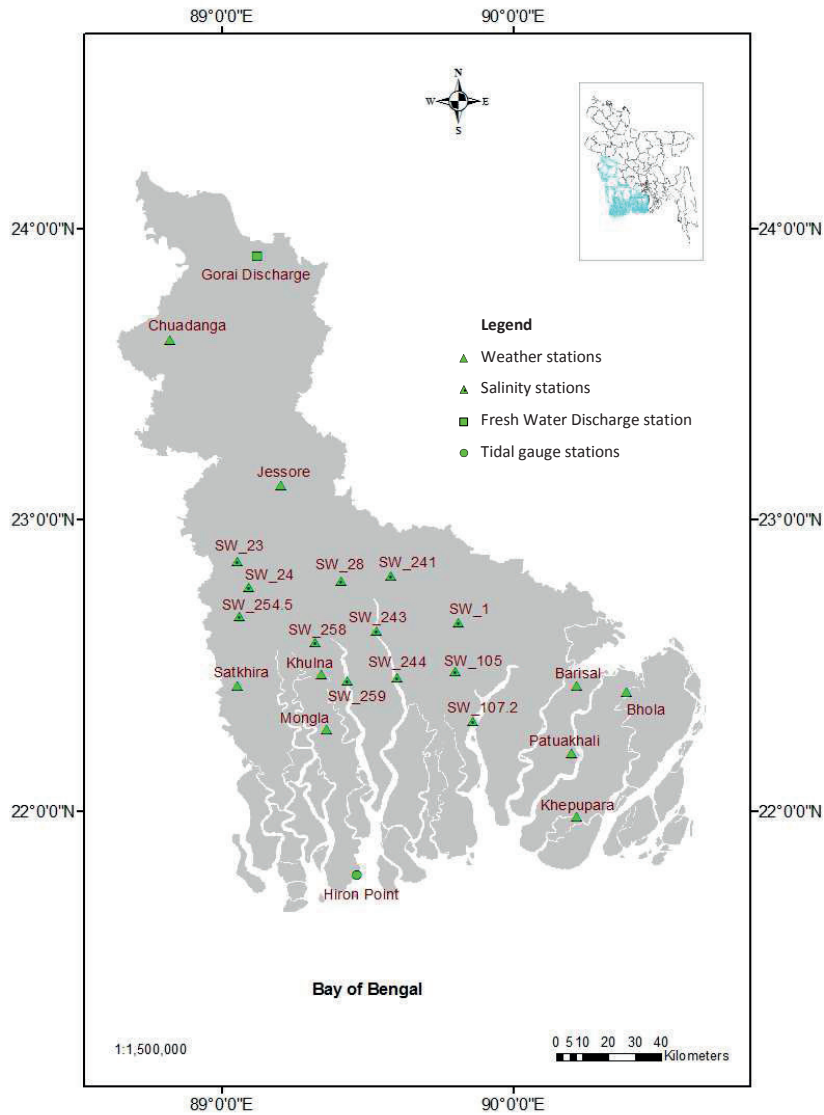 89°0'0"E
90°0'0"E
N
W E
S
24°0'0"N
24°0'0"N
Gorai Discharge
Chuadanga
Legend
Weather stations
Salinity stations
Fresh Water Discharge station
Tidal gauge stations
Jessore
23°0'0"N
23°0'0"N
SW_23
SW_24
SW_28
SW_241
SW_254.5
SW_243
SW_1
SW_258
Khulna
SW_244
SW_105
Satkhira
SW_259
Barisal
Bhola
Mongla
SW_107.2
Patuakhali
Khepupara
22°0'0"N
22°0'0"N
Hiron Point
Bay of Bengal
1:1,500,000
0 5 10 20 30 40
Kilometers
89°0'0"E
90°0'0"E